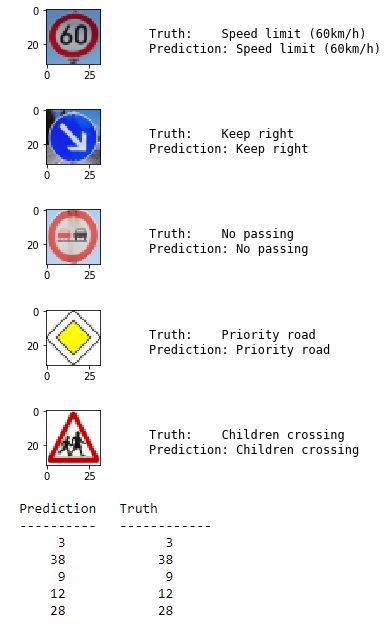 0
20
0 25
60
Truth: Speed limit (60km/h)
Prediction: Speed limit (60km/h)
0
20
0 25
Truth: Keep right
Prediction: Keep right
0
20
0 25
Truth: No passing
Prediction: No passing
0
20
0 25
Truth: Priority road
Prediction: Priority road
0
20
0 25
Truth: Children crossing
Prediction: Children crossing
Prediction Truth
---------- ------------
3 3
38 38
9 9
12 12
28 28